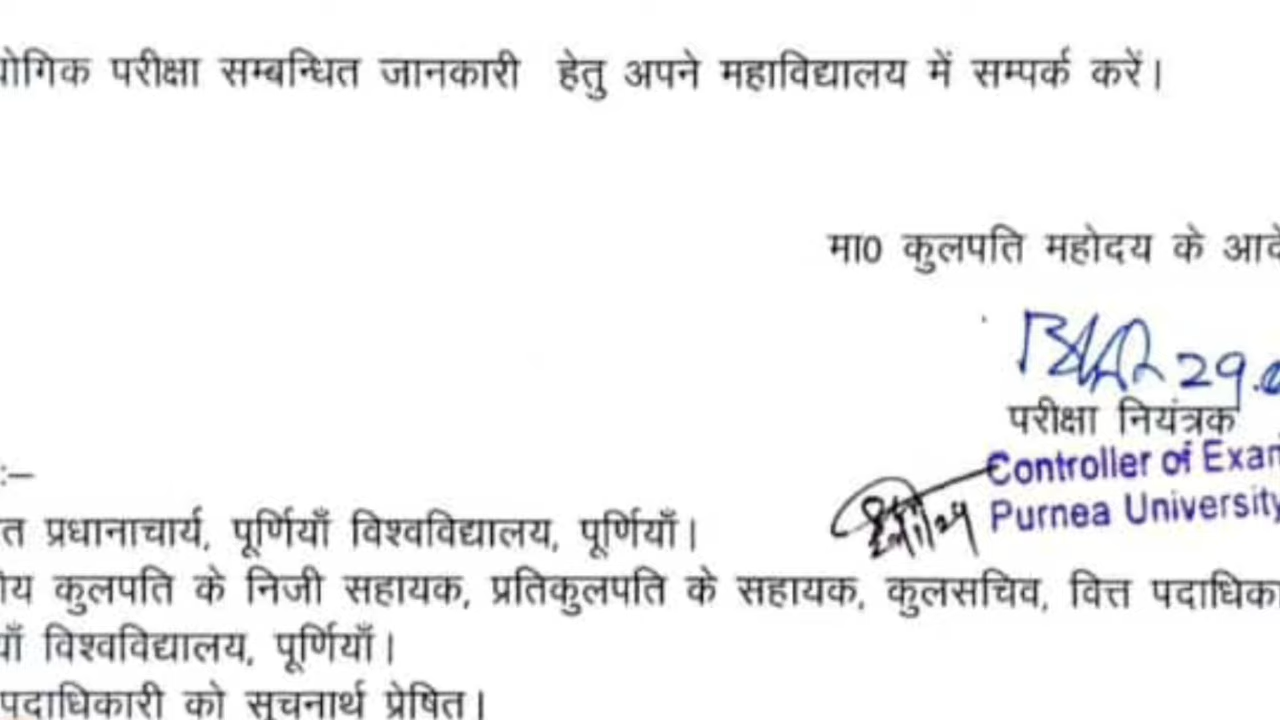 योगिक परीक्षा सम्बन्धित जानकारी हेतु अपने महाविद्यालय में सम्पर्क करें।
मा0 कुलपति महोदय के आदे
29.
परीक्षा नियंत्रक
Controller of Exam
Purnea University
:–
त प्रधानाचार्य, पूर्णियाँ विश्वविद्यालय, पूर्णियाँ।
ीय कुलपति के निजी सहायक, प्रतिकुलपति के सहायक, कुलसचिव, वित्त पदाधिका
याँ विश्वविद्यालय, पूर्णियाँ।
पदाधिकारी को सूचनार्थ प्रेषित।